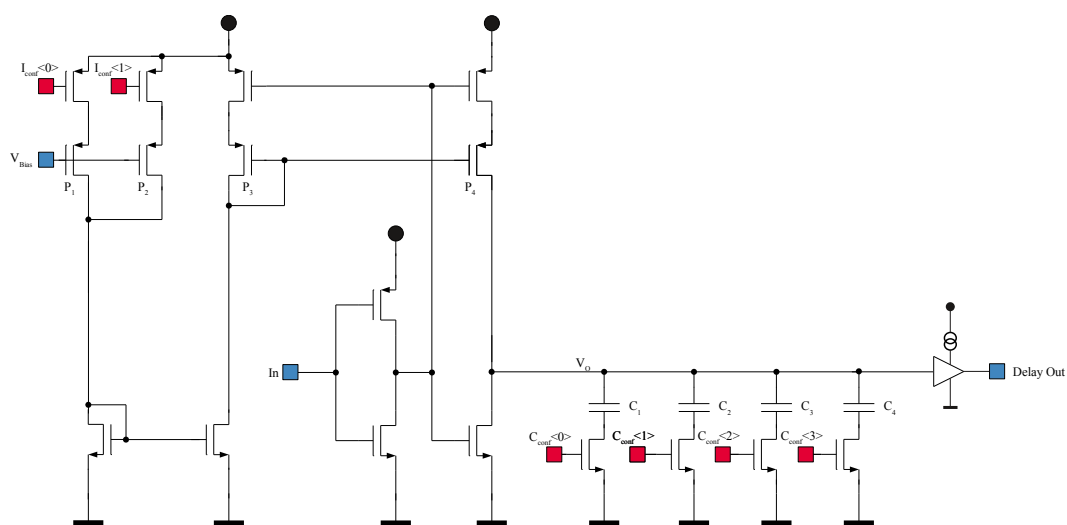 I_conf<0>
I_conf<1>
V_Bias
P_1
P_2
P_3
P_4
In
V_O
Delay Out
C_1
C_2
C_3
C_4
C_conf<0>
C_conf<1>
C_conf<2>
C_conf<3>